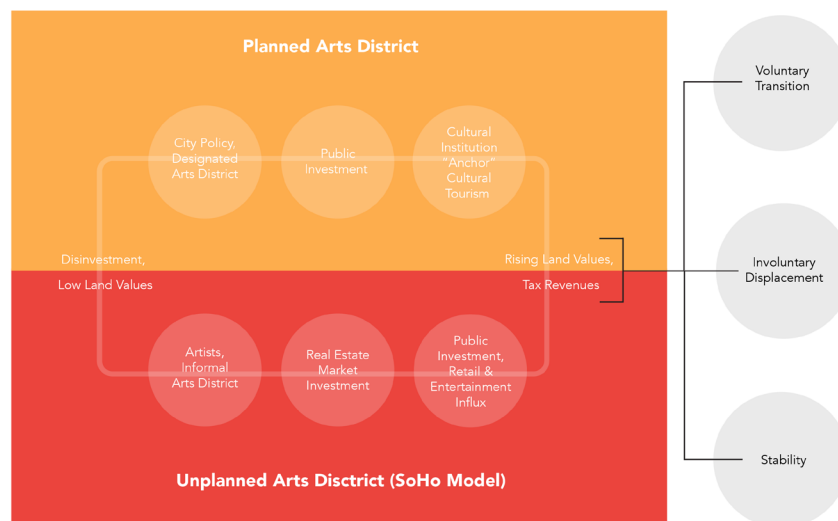 Planned Arts District
City Policy,
Designated
Arts District
Public
Investment
Cultural
Institution
"Anchor"
Cultural
Tourism
Disinvestment,
Low Land Values
Rising Land Values,
Tax Revenues
Artists,
Informal
Arts District
Real Estate
Market
Investment
Public
Investment,
Retail &
Entertainment
Influx
Unplanned Arts Disctrict (SoHo Model)
Voluntary
Transition
Involuntary
Displacement
Stability